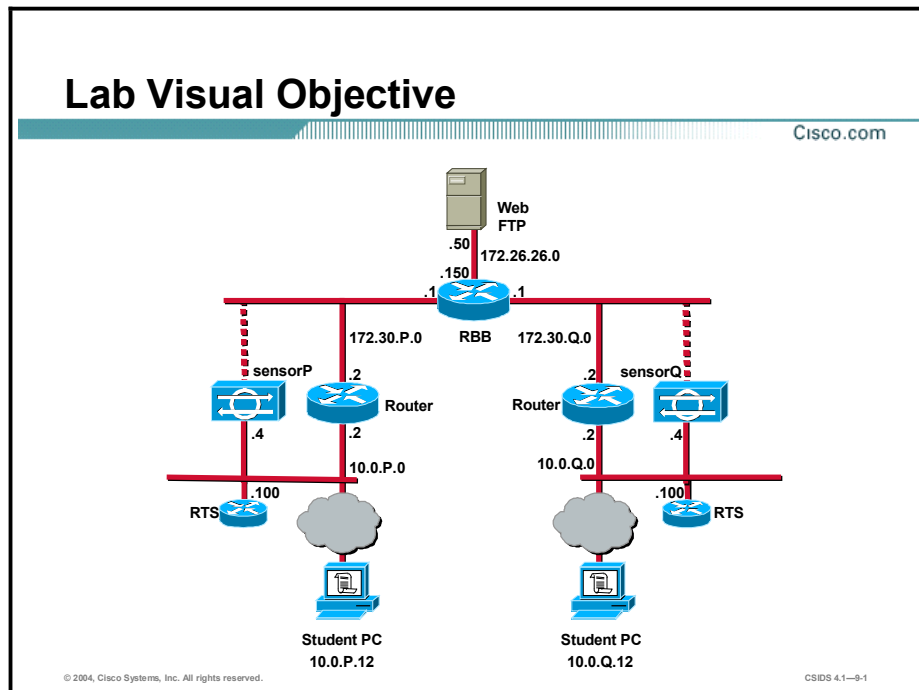 Lab Visual Objective
Cisco.com
Web
FTP
.50
172.26.26.0
.150
.1
.1
RBB
172.30.P.0
172.30.Q.0
.2
.2
sensorP
sensorQ
Router
Router
.4
.2
.2
.4
10.0.P.0
10.0.Q.0
.100
.100
RTS
RTS
Student PC
Student PC
10.0.P.12
10.0.Q.12
© 2004, Cisco Systems, Inc. All rights reserved.
CSIDS 4.1—9-1